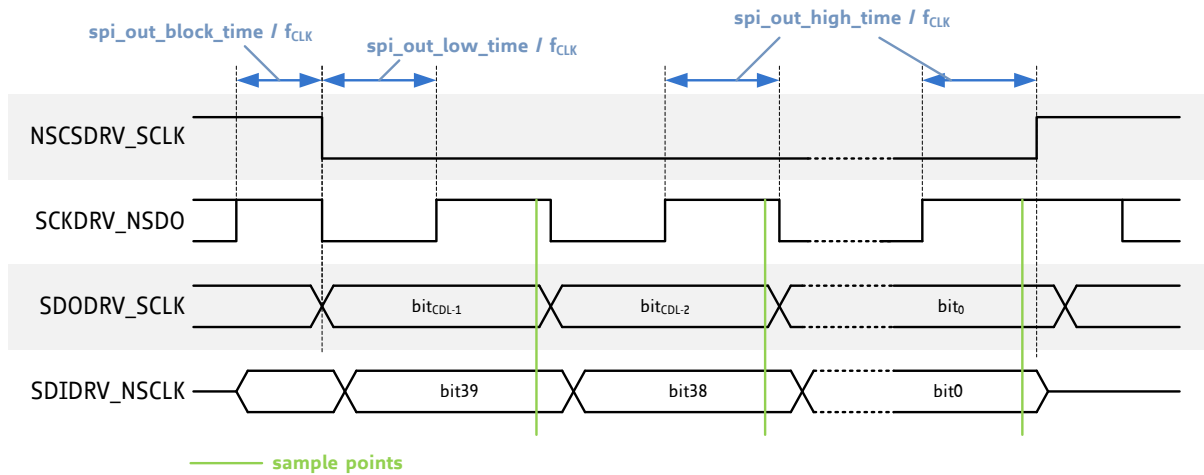 spi_out_block_time / fCLK
spi_out_low_time / fCLK
spi_out_high_time / fCLK
NSCSDRV_SCLK
SCKDRV_NSDO
SDODRV_SCLK
bitCDL-1
bitCDL-2
bit0
SDIDRV_NSCLK
bit39
bit38
bit0
sample points